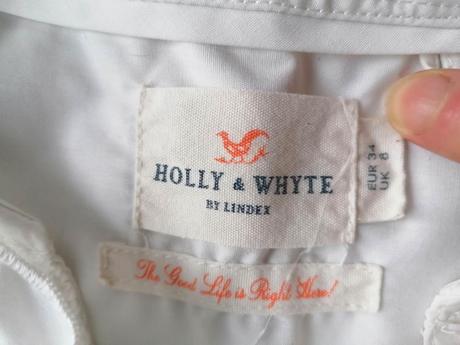 HOLLY & WHYTE
BY LINDEX
EUR 34
UK 8
The Good Life is Right Here!